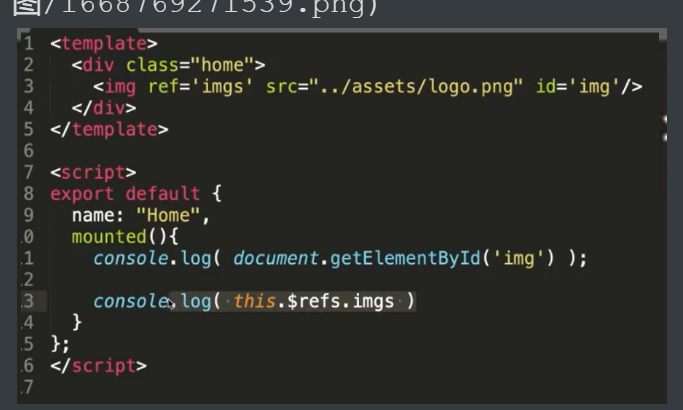 图/1668769271539.png)
1 <template>
2   <div class="home">
3     <img ref='imgs' src="../assets/logo.png" id='img'/>
4   </div>
5 </template>
6
7 <script>
8 export default {
9   name: "Home",
.0   mounted(){
.1     console.log( document.getElementById('img') );
.2
.3     console.log( this.$refs.imgs )
.4   }
.5 };
.6 </script>
.7